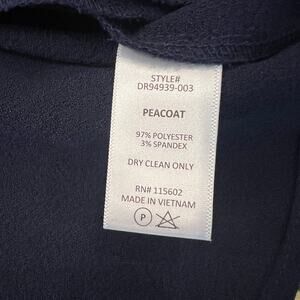 STYLE#
DR94939-003
PEACOAT
97% POLYESTER
3% SPANDEX
DRY CLEAN ONLY
RN# 115602
MADE IN VIETNAM
P